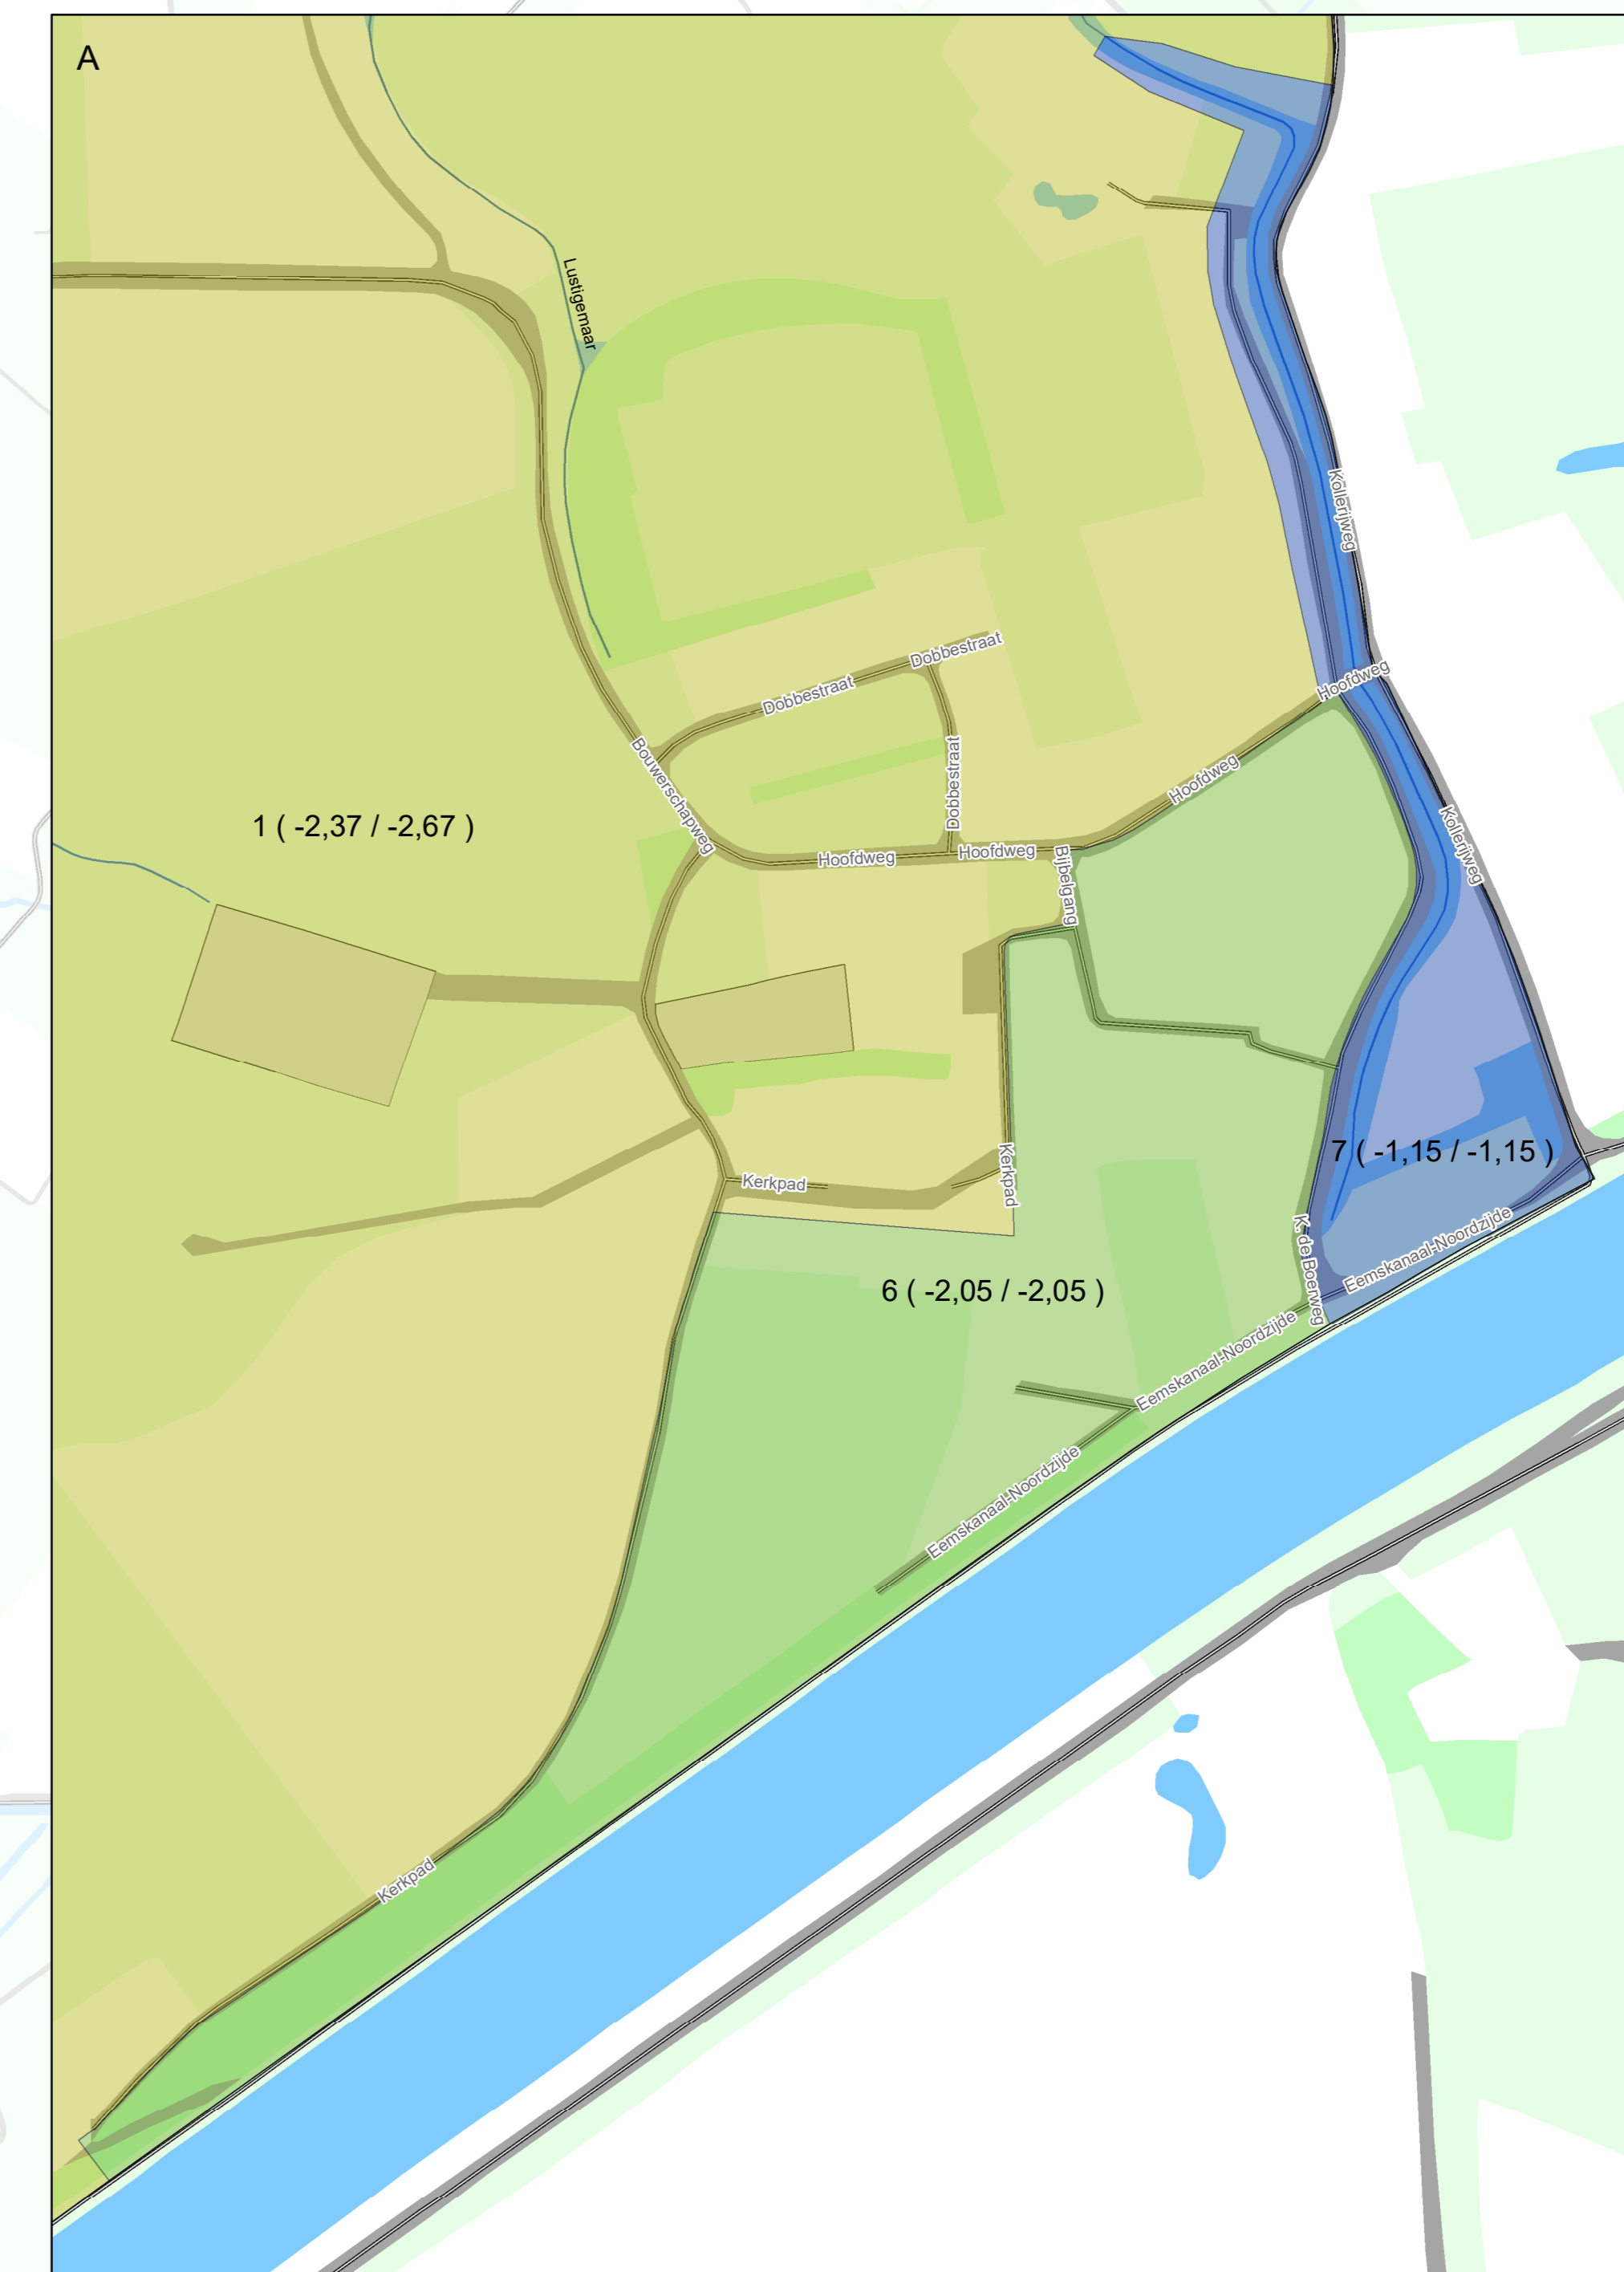 A
Lustigemaar
Kollerijweg
Dobbestraat
Dobbestraat
Hoofdweg
Bouwerschapweg
Dobbestraat
Hoofdweg
1 ( -2,37 / -2,67 )
Hoofdweg
Hoofdweg
Bijbelgang
Kollerijweg
7 ( -1,15 / -1,15 )
Kerkpad
Kerkpad
K. de Boerweg
Eemskanaal-Noordzijde
6 ( -2,05 / -2,05 )
Eemskanaal-Noordzijde
Eemskanaal-Noordzijde
Kerkpad